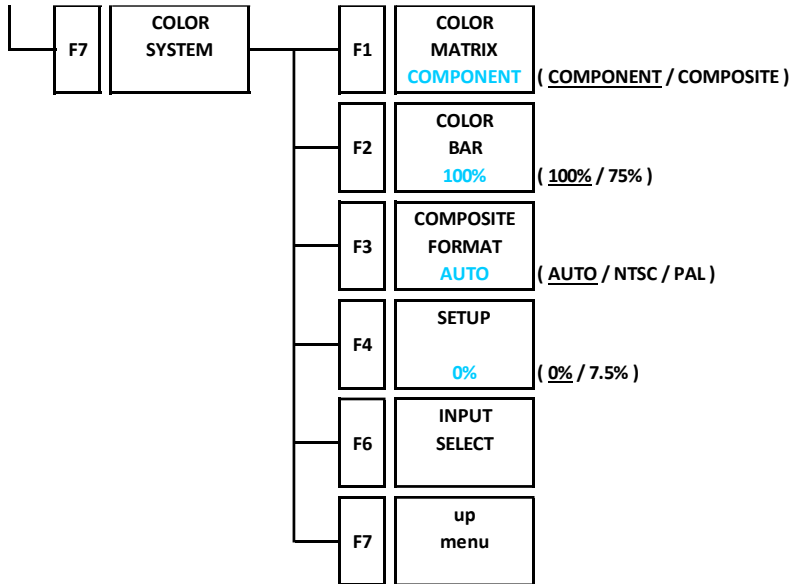 F7
COLOR
SYSTEM
F1
COLOR
MATRIX
COMPONENT
( COMPONENT / COMPOSITE )
F2
COLOR
BAR
100%
( 100% / 75% )
F3
COMPOSITE
FORMAT
AUTO
( AUTO / NTSC / PAL )
F4
SETUP
0%
( 0% / 7.5% )
F6
INPUT
SELECT
F7
up
menu